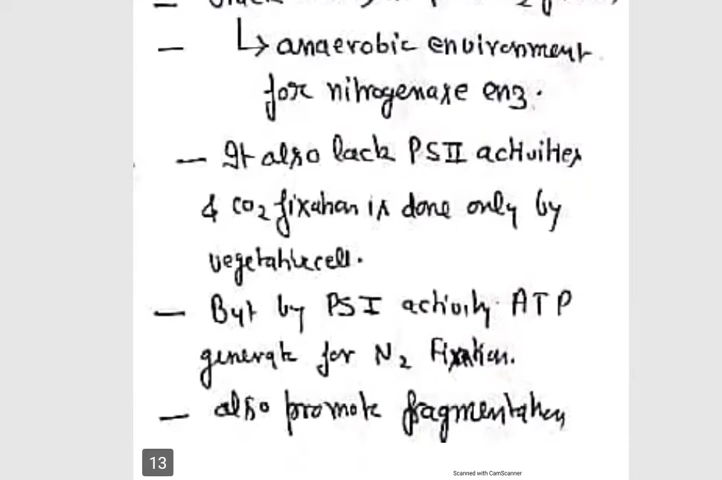 ↳ anaerobic environment
for nitrogenase enz.
— It also lack PSII activities
& CO2 fixation is done only by
vegetative cell.
— But by PSI activity ATP
generate for N2 Fixation.
— also promote fragmentation
13
Scanned with CamScanner